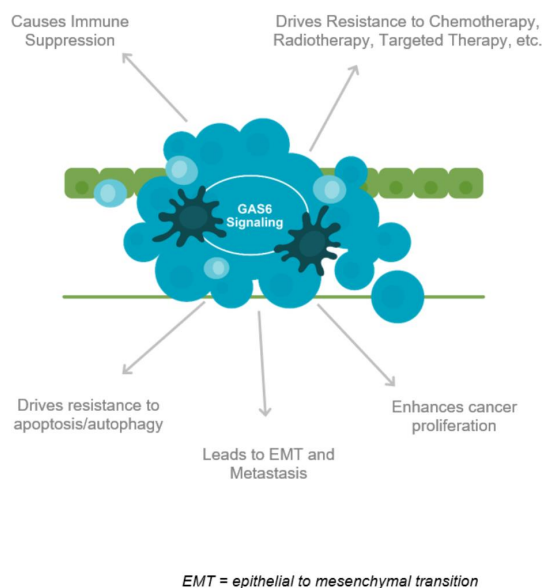 Causes Immune
Suppression
Drives Resistance to Chemotherapy,
Radiotherapy, Targeted Therapy, etc.
GAS6
Signaling
Drives resistance to
apoptosis/autophagy
Leads to EMT and
Metastasis
Enhances cancer
proliferation
EMT = epithelial to mesenchymal transition